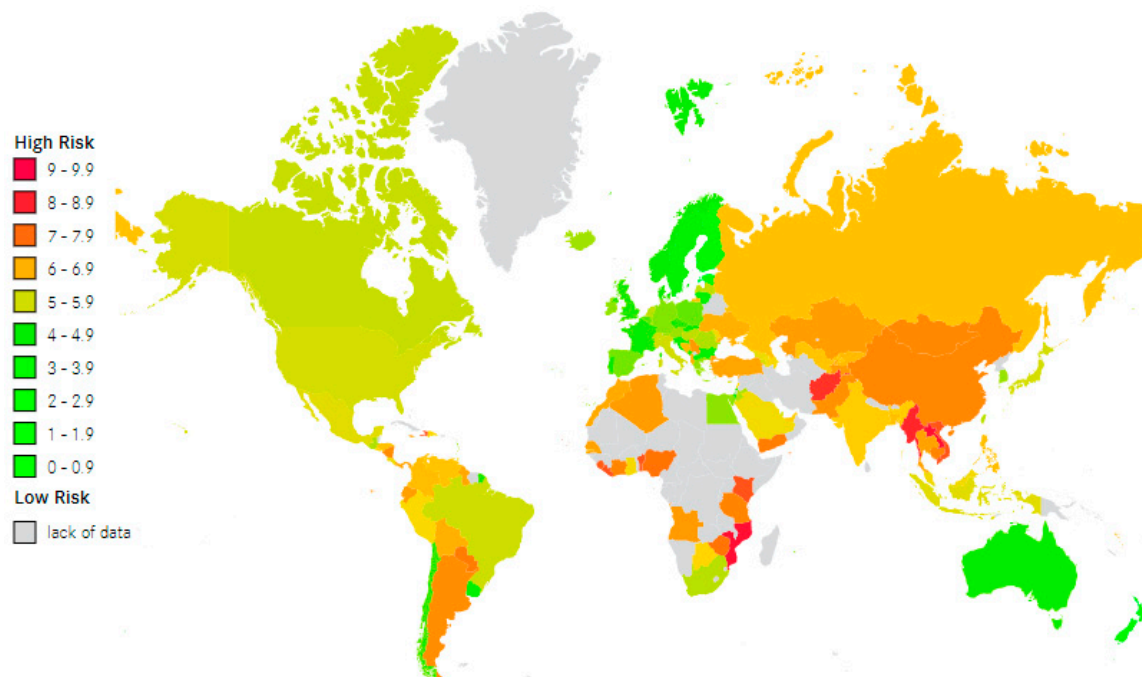 High Risk
9 - 9.9
8 - 8.9
7 - 7.9
6 - 6.9
5 - 5.9
4 - 4.9
3 - 3.9
2 - 2.9
1 - 1.9
0 - 0.9
Low Risk
lack of data